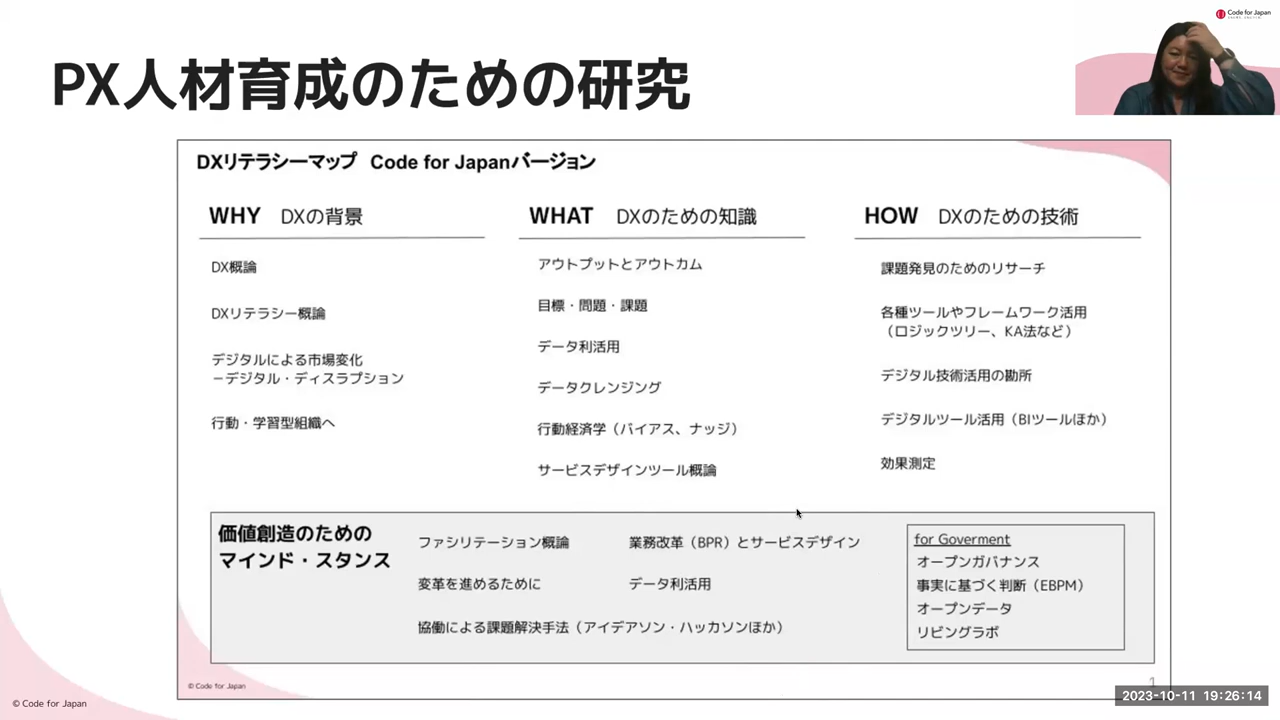 Code for Japan
PX人材育成のための研究
DXリテラシーマップ Code for Japanバージョン
WHY DXの背景
DX概論
DXリテラシー概論
デジタルによる市場変化
－デジタル・ディスラプション
行動・学習型組織へ
WHAT DXのための知識
アウトプットとアウトカム
目標・問題・課題
データ利活用
データクレンジング
行動経済学（バイアス、ナッジ）
サービスデザインツール概論
HOW DXのための技術
課題発見のためのリサーチ
各種ツールやフレームワーク活用
（ロジックツリー、KA法など）
デジタル技術活用の勘所
デジタルツール活用（BIツールほか）
効果測定
価値創造のための
マインド・スタンス
ファシリテーション概論
業務改革（BPR）とサービスデザイン
変革を進めるために
データ利活用
協働による課題解決手法（アイデアソン・ハッカソンほか）
for Goverment
オープンガバナンス
事実に基づく判断（EBPM）
オープンデータ
リビングラボ
© Code for Japan
1
2023-10-11 19:26:14
© Code for Japan